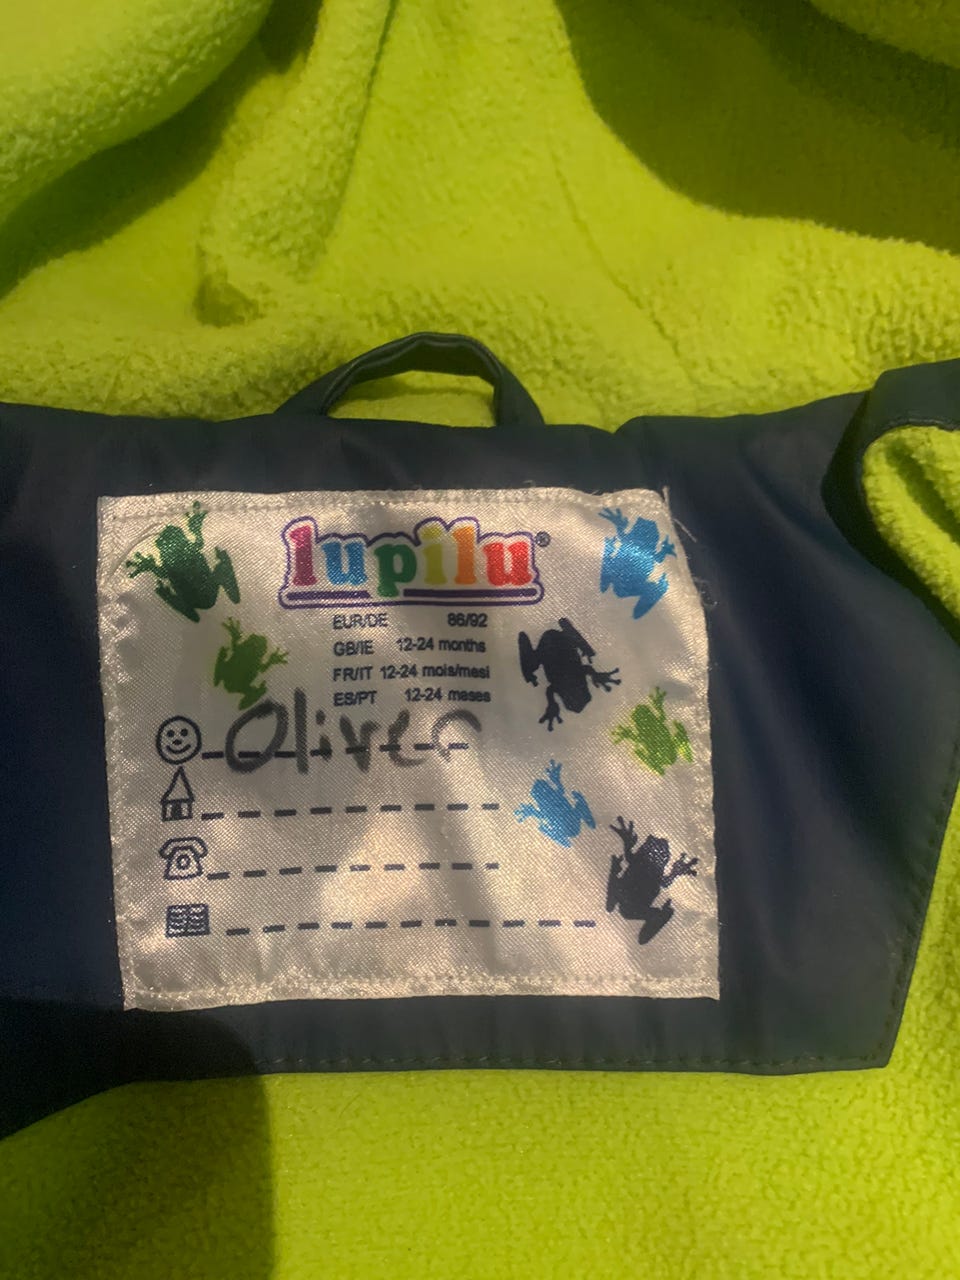 lupilu®
EUR/DE 86/92
GB/IE 12-24 months
FR/IT 12-24 mois/mesi
ES/PT 12-24 meses
Oliver